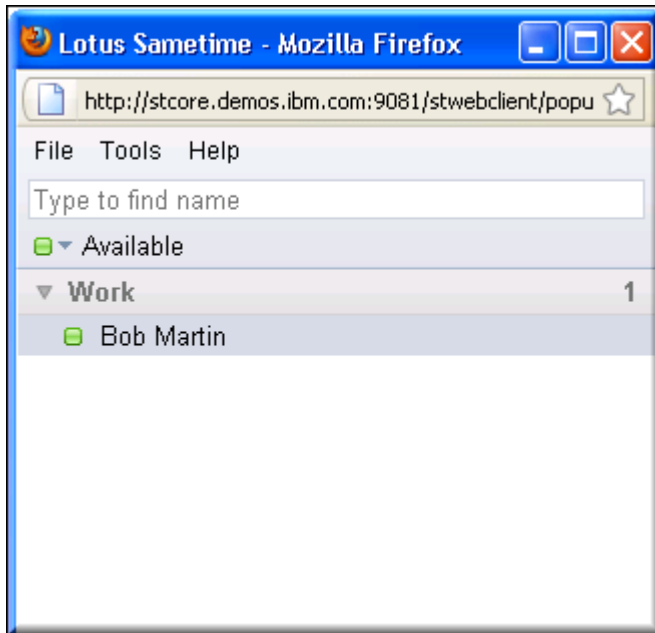 Lotus Sametime - Mozilla Firefox
http://stcore.demos.ibm.com:9081/stwebclient/popu
File Tools Help
Type to find name
Available
Work 1
Bob Martin